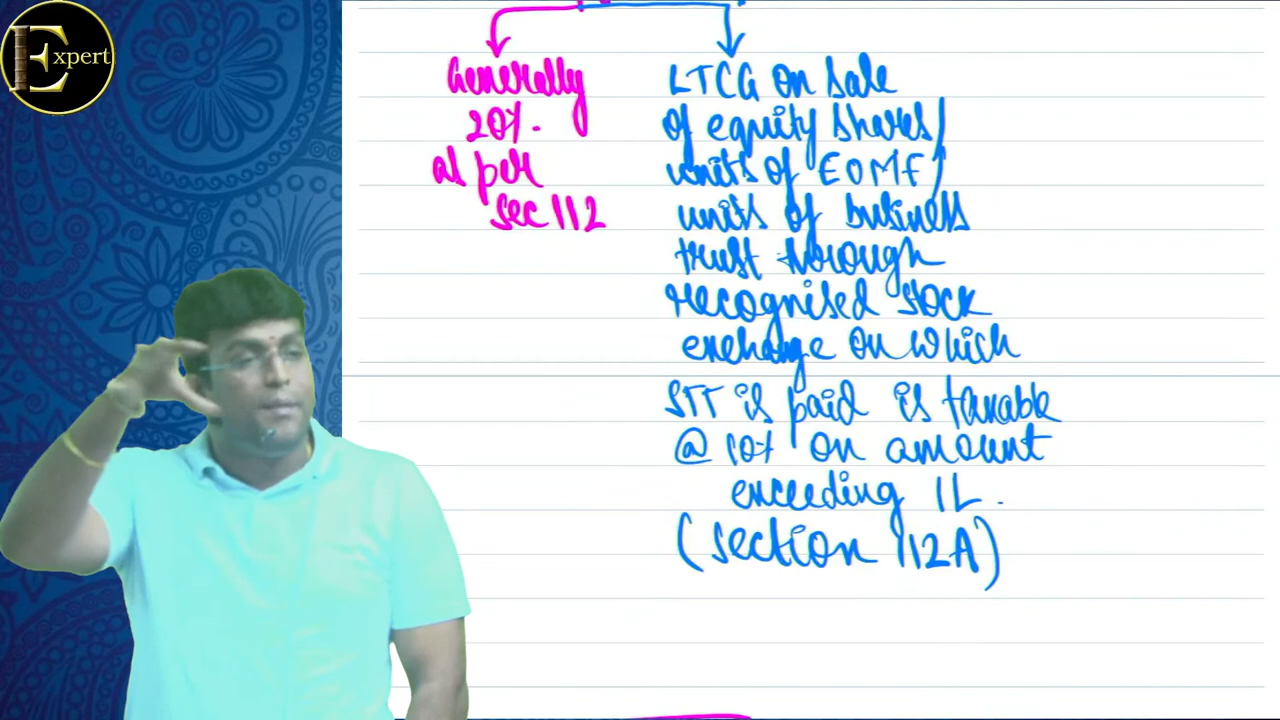 Expert
Generally
20%.
as per
Sec 112
LTCG on Sale
of equity shares/
units of EOMF/
units of business
trust through
recognised stock
exchange on which
STT is paid is taxable
@ 10% on amount
exceeding 1L.
(Section 112A)